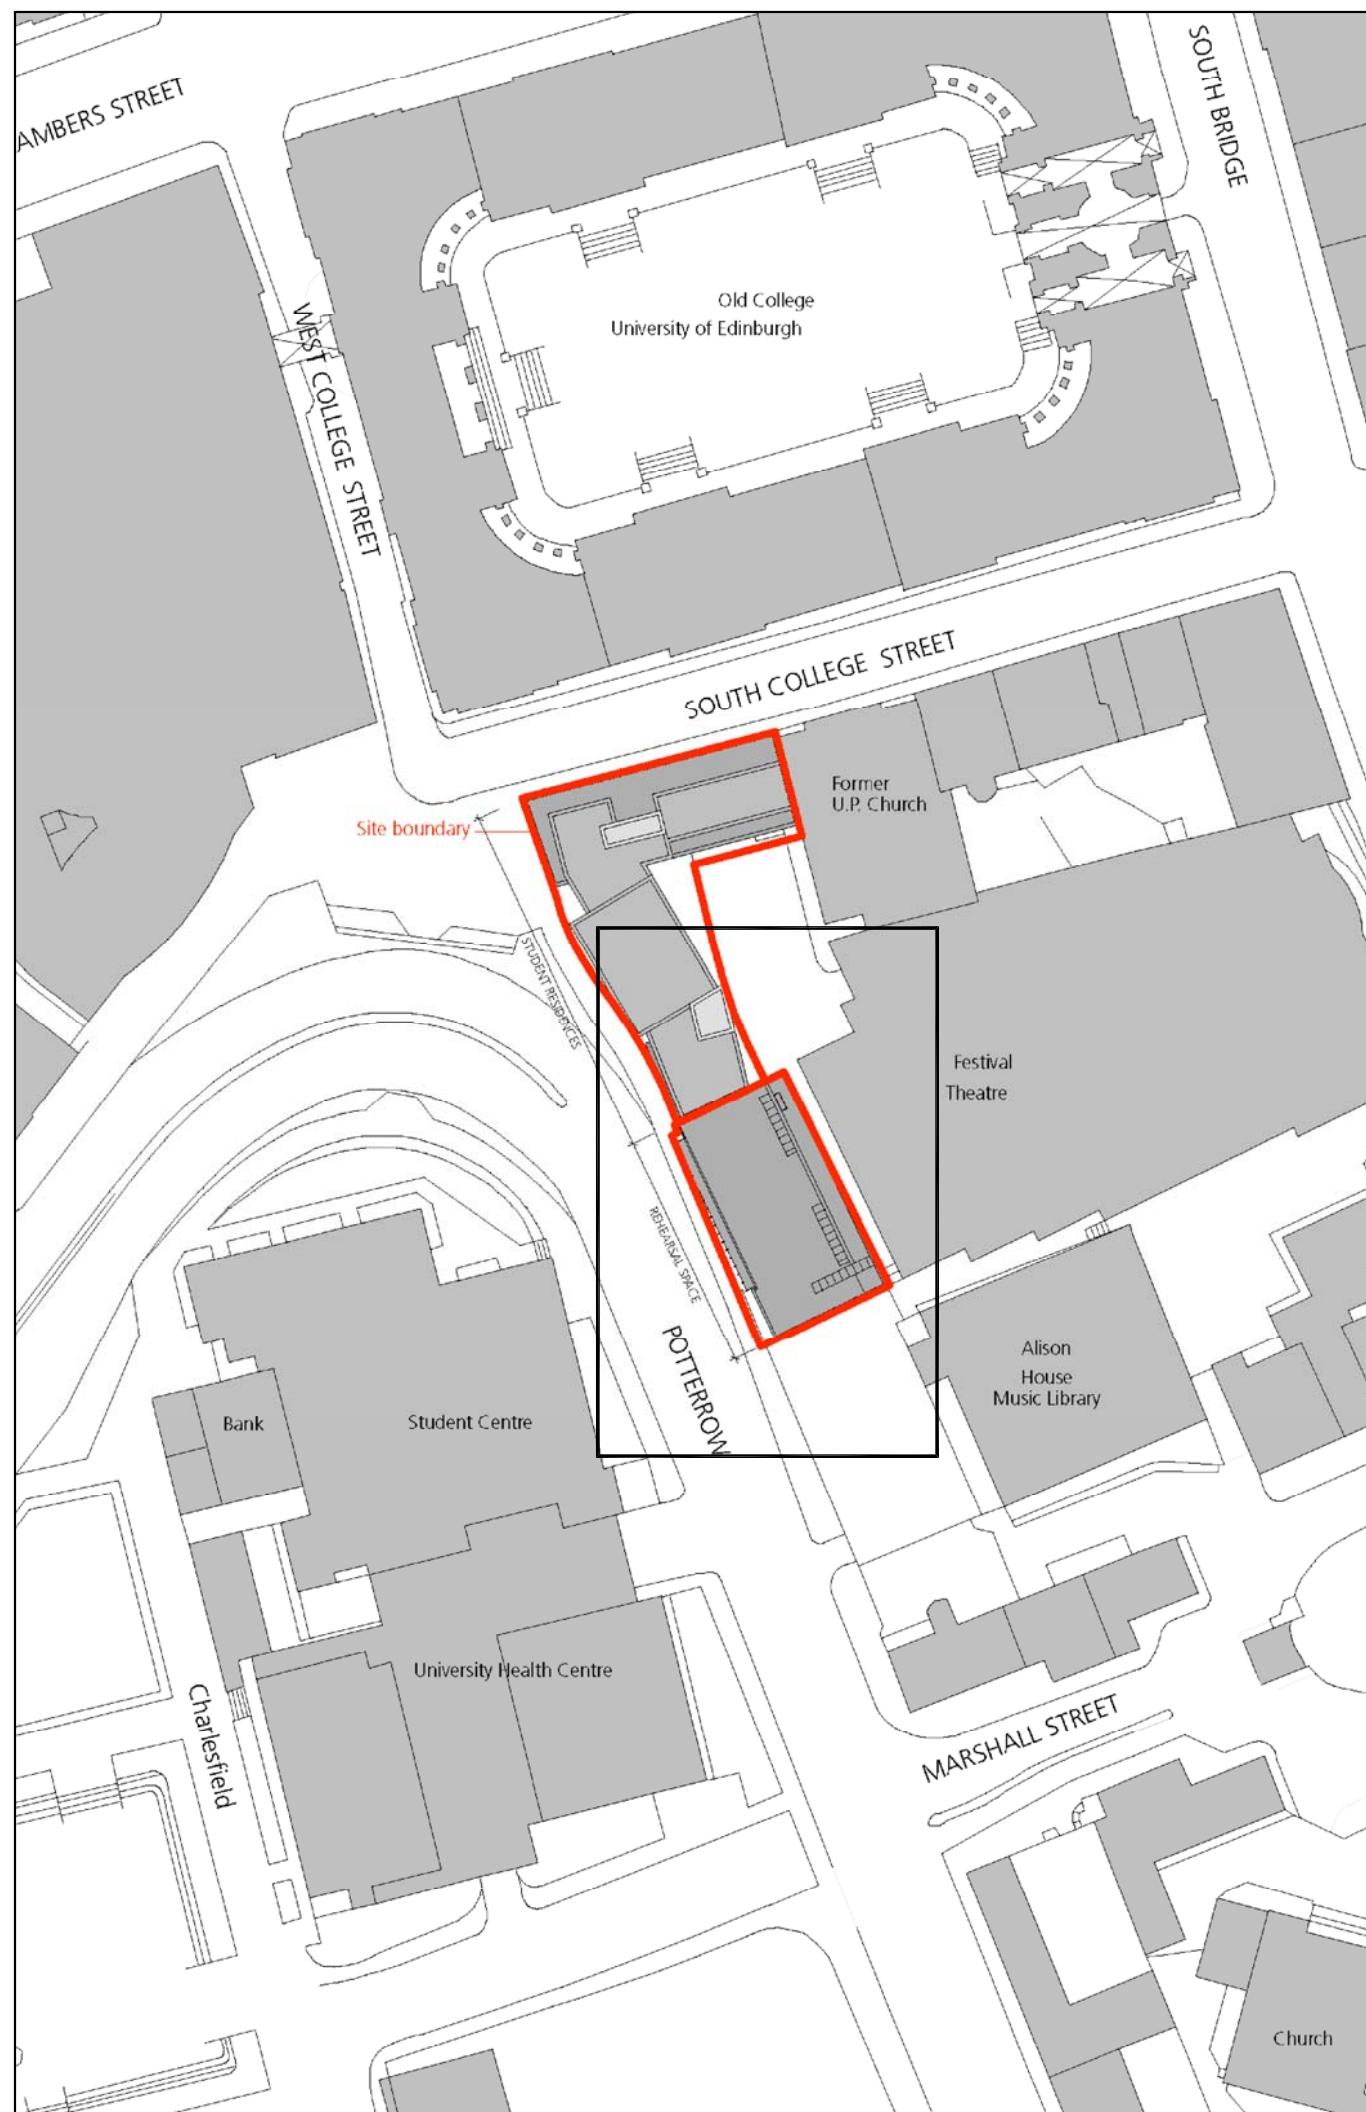 AMBERS STREET
SOUTH BRIDGE
Old College
University of Edinburgh
WEST COLLEGE STREET
SOUTH COLLEGE STREET
Former
U.P. Church
Site boundary
STUDENT RESIDENCES
Festival
Theatre
REHEARSAL SPACE
POTTERROW
Alison
House
Music Library
Bank
Student Centre
University Health Centre
Charlesfield
MARSHALL STREET
Church